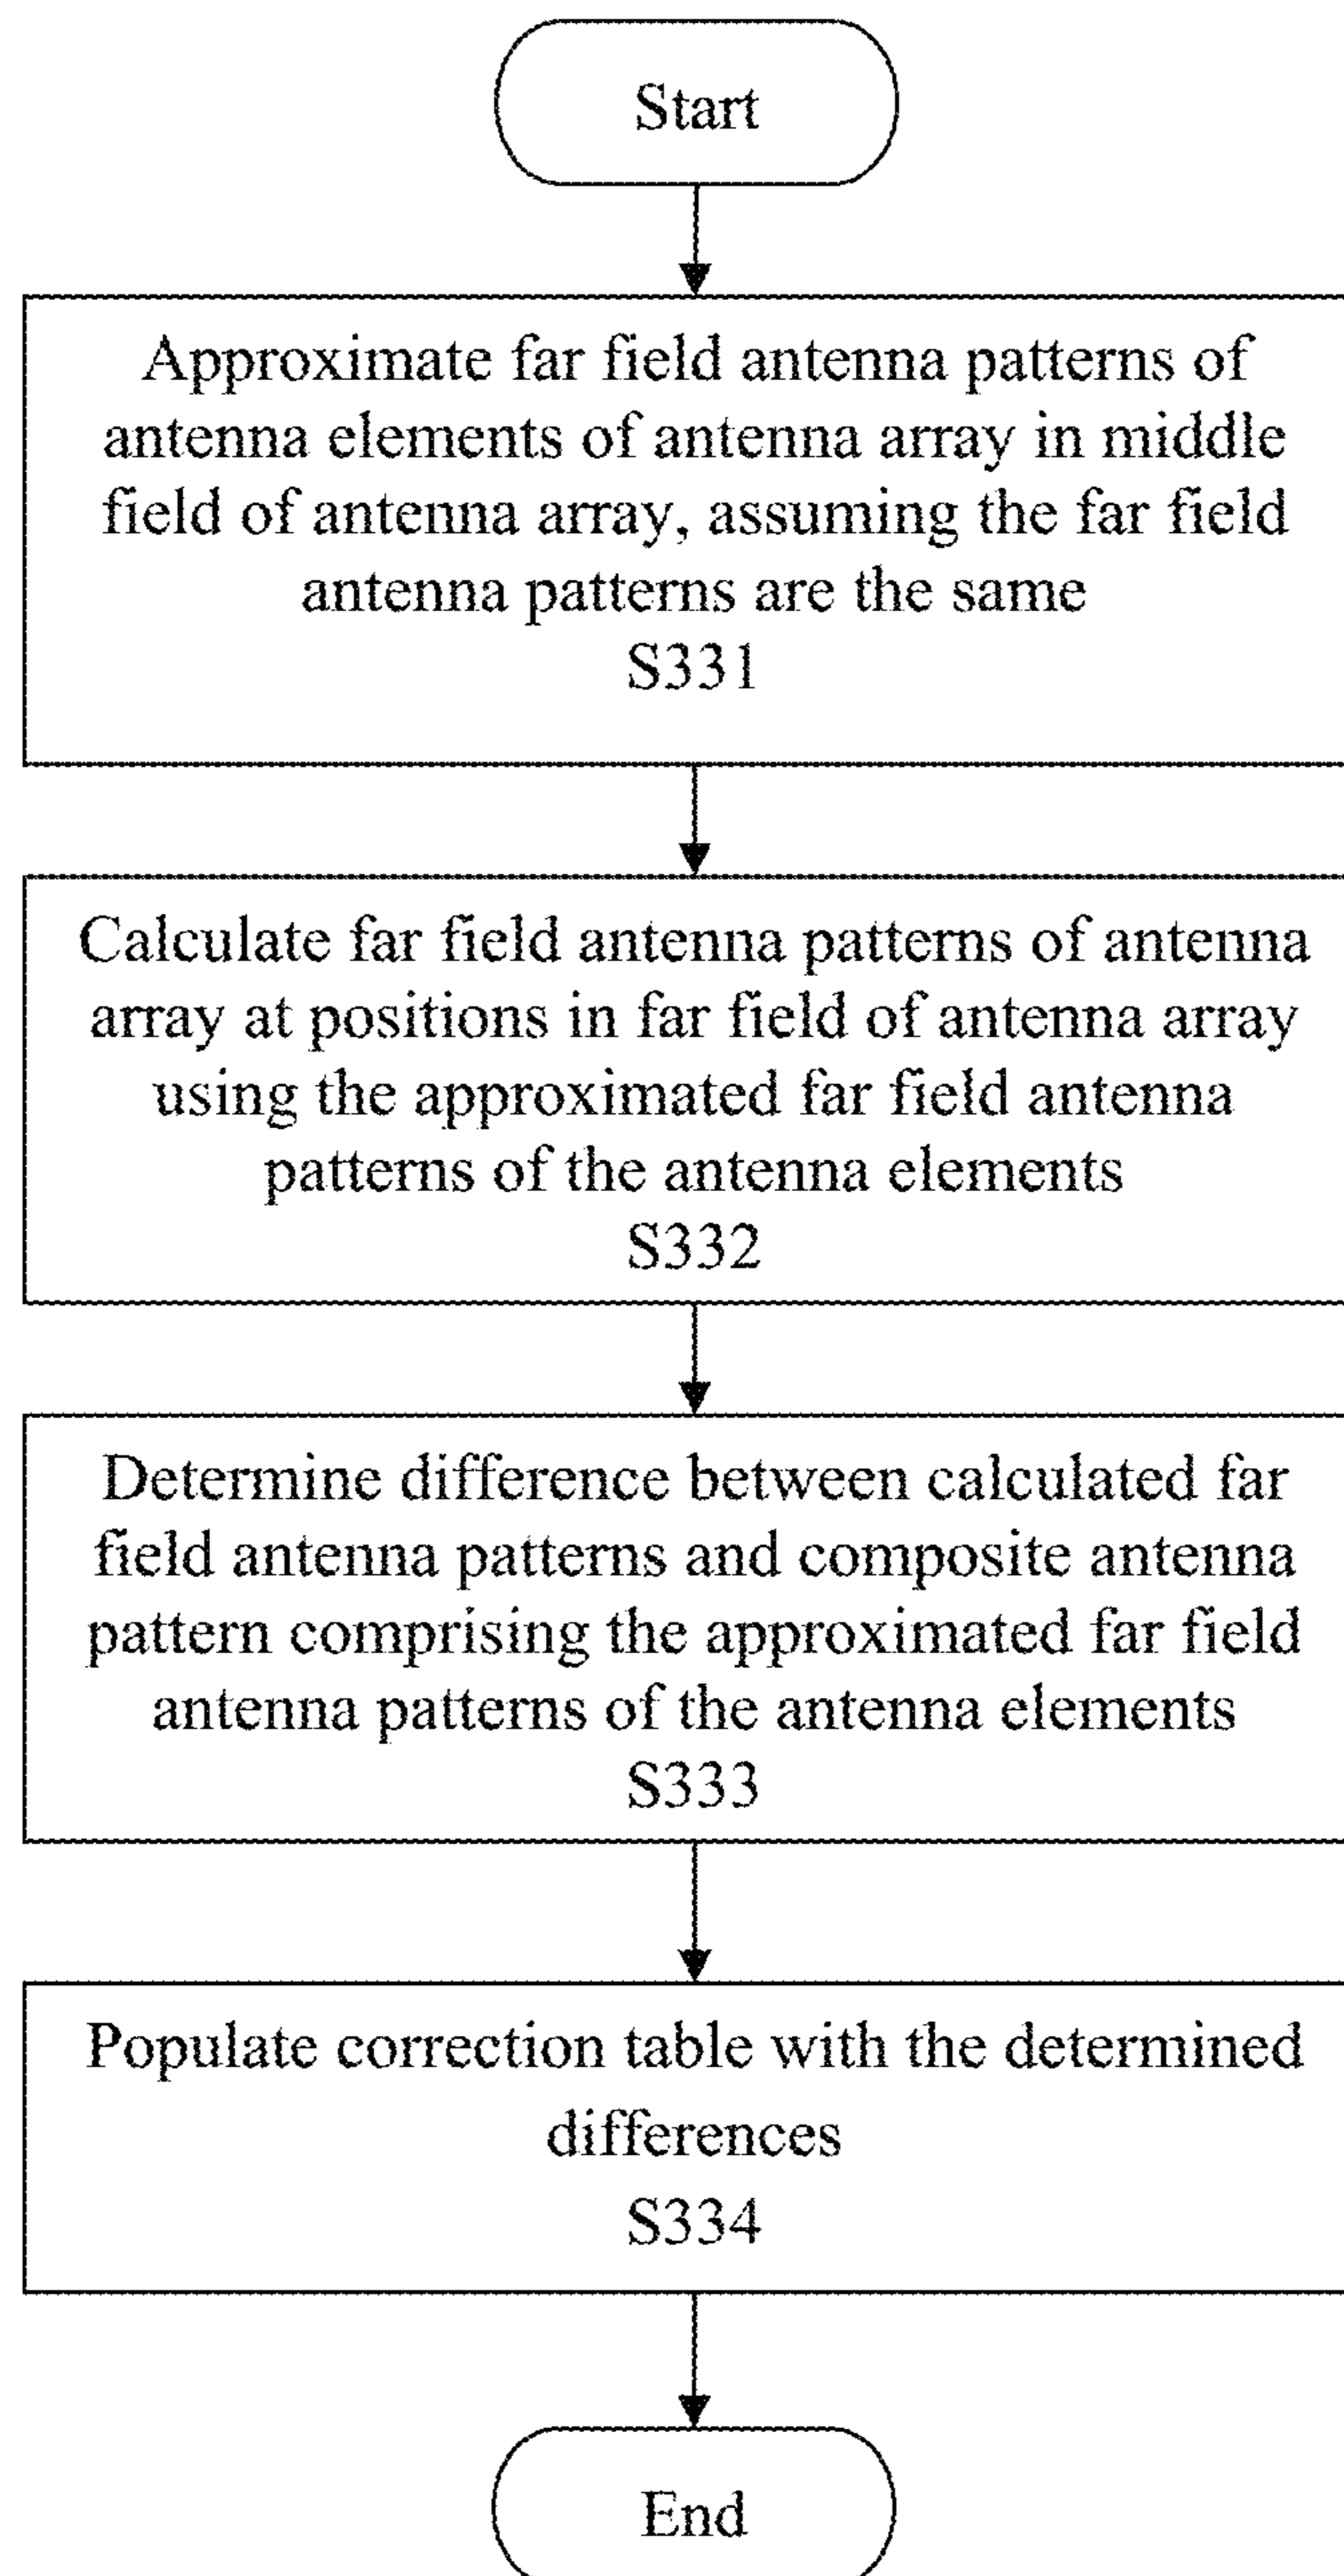 Start
Approximate far field antenna patterns of
antenna elements of antenna array in middle
field of antenna array, assuming the far field
antenna patterns are the same
S331
Calculate far field antenna patterns of antenna
array at positions in far field of antenna array
using the approximated far field antenna
patterns of the antenna elements
S332
Determine difference between calculated far
field antenna patterns and composite antenna
pattern comprising the approximated far field
antenna patterns of the antenna elements
S333
Populate correction table with the determined
differences
S334
End